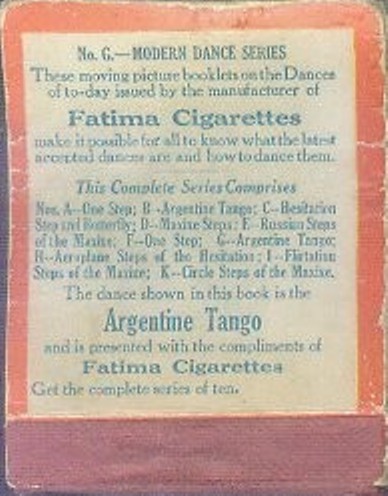 No. G.—MODERN DANCE SERIES
These moving picture booklets on the Dances
of to-day issued by the manufacturer of
Fatima Cigarettes
make it possible for all to know what the latest
accepted dances are and how to dance them.
This Complete Series Comprises
Nos. A—One Step; B—Argentine Tango; C—Hesitation
Step and Butterfly; D—Maxixe Steps; E—Russian Steps
of the Maxixe; F—One Step; G—Argentine Tango;
H—Aeroplane Steps of the Hesitation; I—Flirtation
Steps of the Maxixe; K—Circle Steps of the Maxixe.
The dance shown in this book is the
Argentine Tango
and is presented with the compliments of
Fatima Cigarettes
Get the complete series of ten.